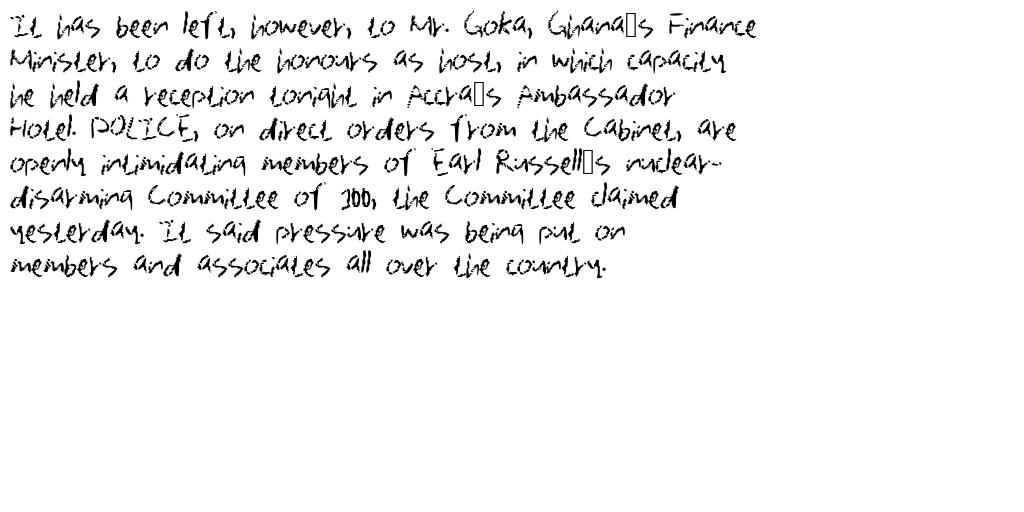 It has been left, however, to Mr. Goka, Ghana▯s Finance
Minister, to do the honours as host, in which capacity
he held a reception tonight in Accra▯s Ambassador
Hotel. POLICE, on direct orders from the Cabinet, are
openly intimidating members of Earl Russell▯s nuclear-
disarming Committee of 100, the Committee claimed
yesterday. It said pressure was being put on
members and associates all over the country.